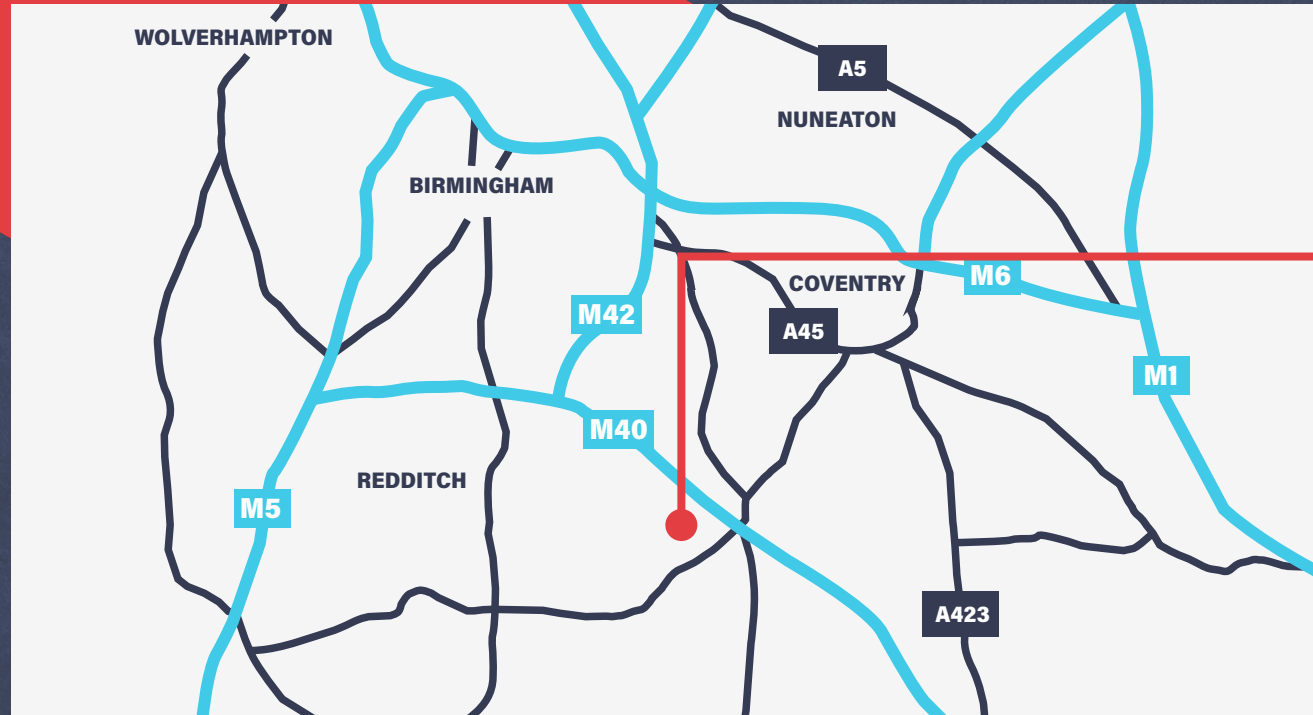 WOLVERHAMPTON
A5
NUNEATON
BIRMINGHAM
M6
COVENTRY
M42
A45
M1
M40
REDDITCH
M5
A423